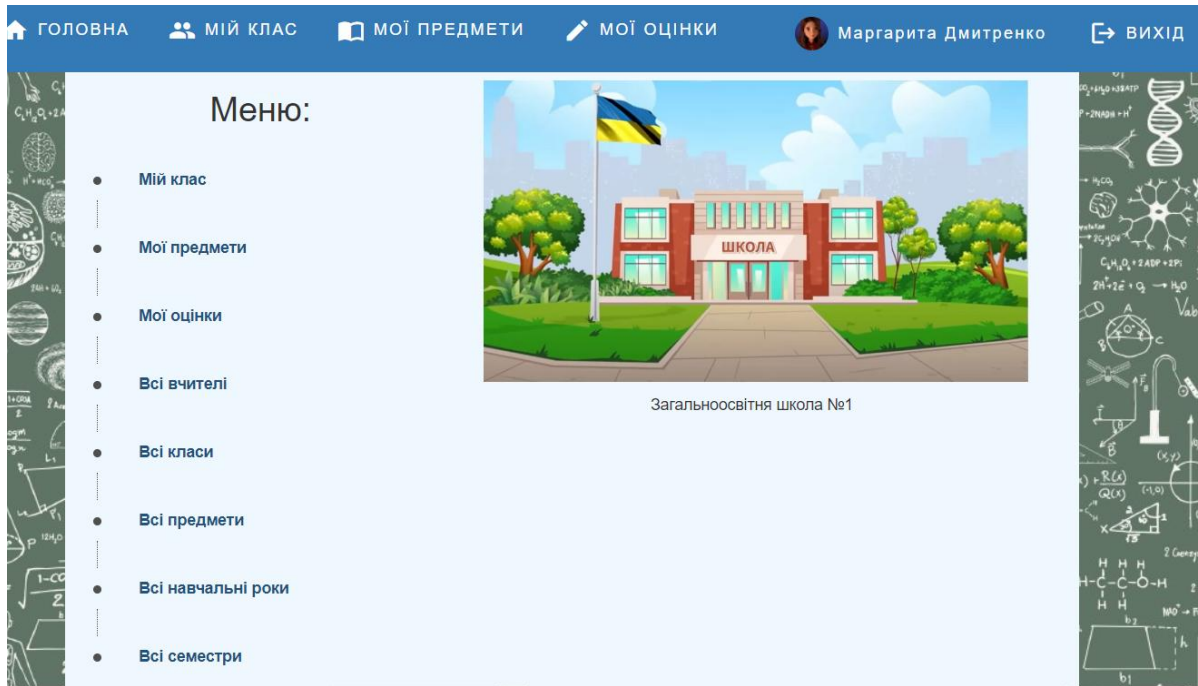 ГОЛОВНА МІЙ КЛАС МОЇ ПРЕДМЕТИ МОЇ ОЦІНКИ Маргарита Дмитренко ВИХІД
Меню:
Мій клас
Мої предмети
Мої оцінки
Всі вчителі
Всі класи
Всі предмети
Всі навчальні роки
Всі семестри
ШКОЛА
Загальноосвітня школа №1